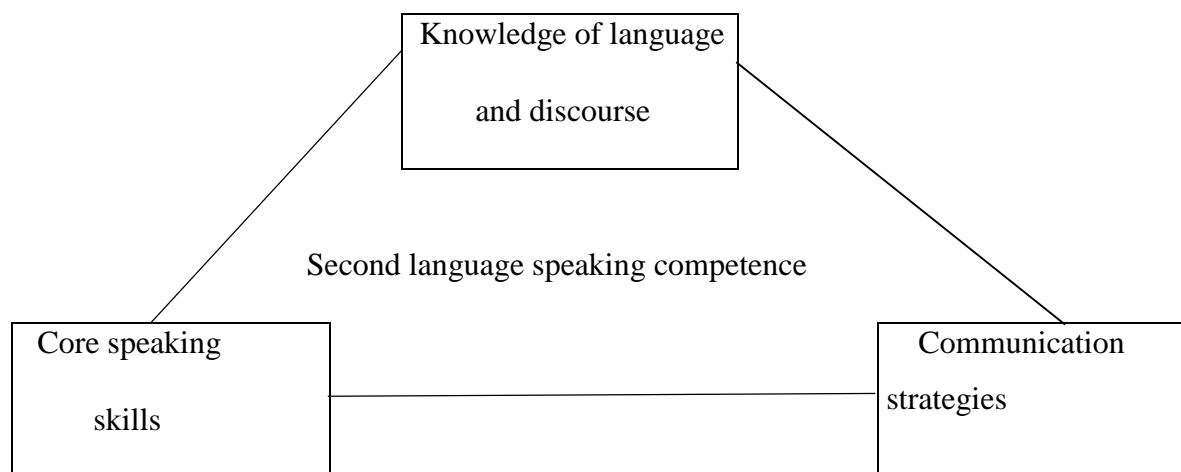 Knowledge of language
and discourse
Second language speaking competence
Core speaking
skills
Communication
strategies